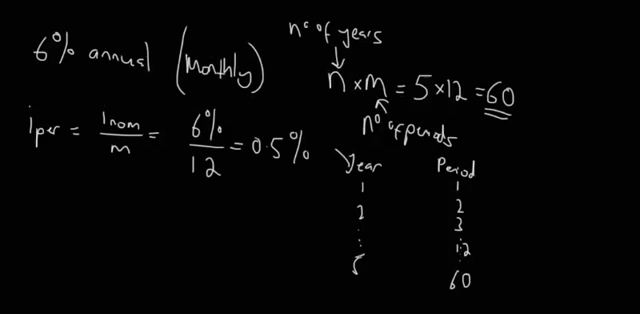 6% annual (Monthly)
iper = inom / m = 6% / 12 = 0.5%
nº of years
↓
n × m = 5 × 12 = 60
↑
nº of periods
Year Period
1 1
2 2
. 3
: 12
5 60